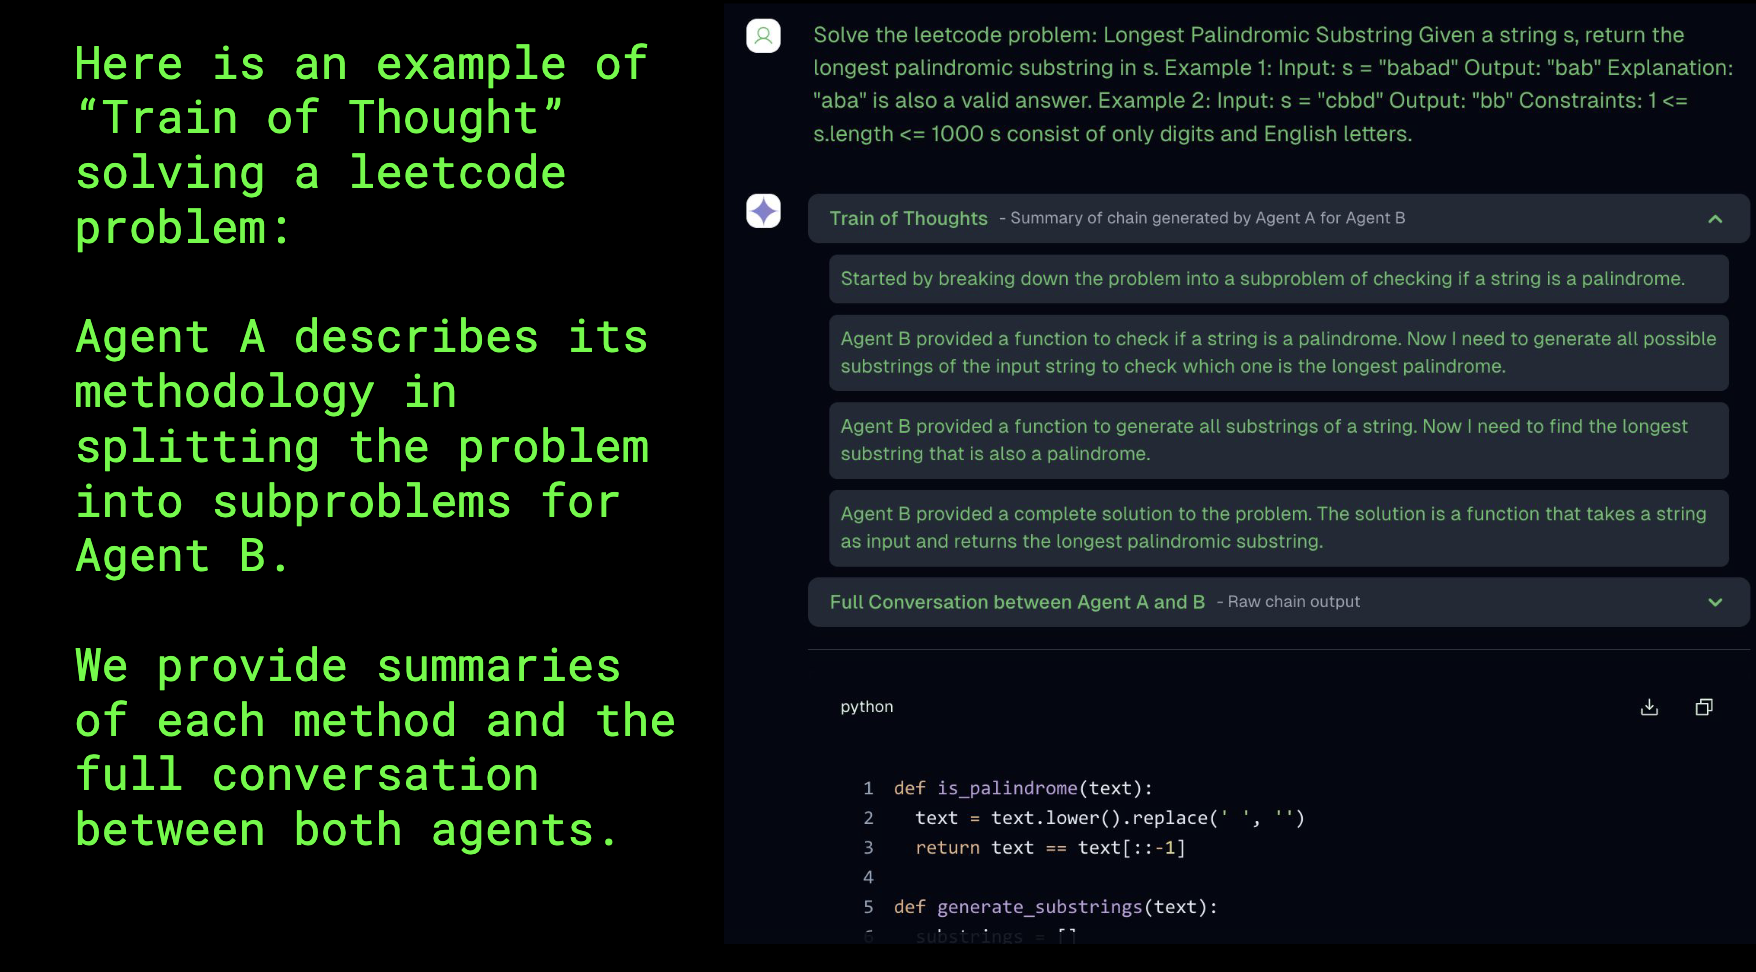 Here is an example of
“Train of Thought”
solving a leetcode
problem:
Agent A describes its
methodology in
splitting the problem
into subproblems for
Agent B.
We provide summaries
of each method and the
full conversation
between both agents.
Solve the leetcode problem: Longest Palindromic Substring Given a string s, return the
longest palindromic substring in s. Example 1: Input: s = "babad" Output: "bab" Explanation:
"aba" is also a valid answer. Example 2: Input: s = "cbbd" Output: "bb" Constraints: 1 <=
s.length <= 1000 s consist of only digits and English letters.
Train of Thoughts - Summary of chain generated by Agent A for Agent B
Started by breaking down the problem into a subproblem of checking if a string is a palindrome.
Agent B provided a function to check if a string is a palindrome. Now I need to generate all possible
substrings of the input string to check which one is the longest palindrome.
Agent B provided a function to generate all substrings of a string. Now I need to find the longest
substring that is also a palindrome.
Agent B provided a complete solution to the problem. The solution is a function that takes a string
as input and returns the longest palindromic substring.
Full Conversation between Agent A and B - Raw chain output
python
1 def is_palindrome(text):
2 text = text.lower().replace(' ', '')
3 return text == text[::-1]
4
5 def generate_substrings(text):
6 substrings = []